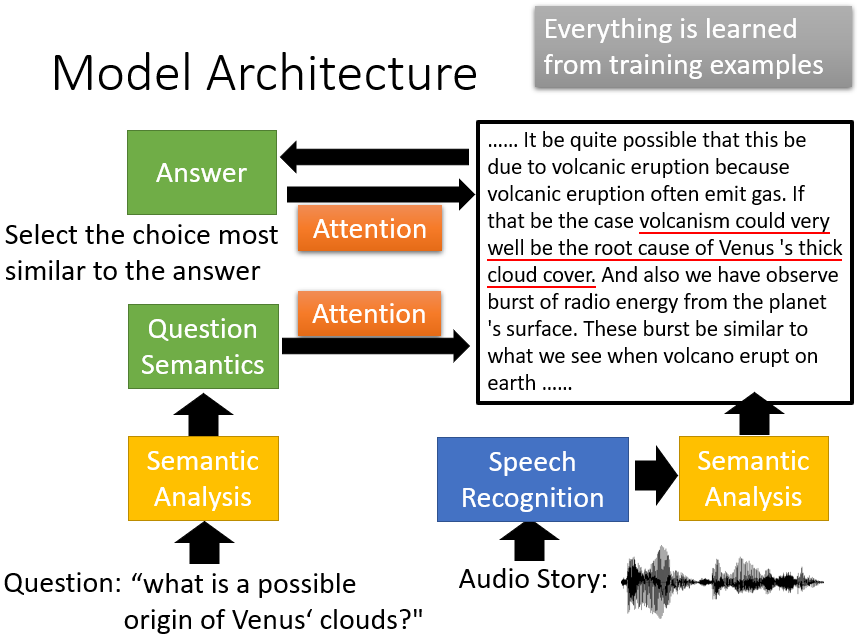 Everything is learned
from training examples
Model Architecture
Answer
Select the choice most
similar to the answer
Attention
Attention
Question
Semantics
Semantic
Analysis
Question: “what is a possible
origin of Venus‘ clouds?"
...... It be quite possible that this be
due to volcanic eruption because
volcanic eruption often emit gas. If
that be the case volcanism could very
well be the root cause of Venus 's thick
cloud cover. And also we have observe
burst of radio energy from the planet
's surface. These burst be similar to
what we see when volcano erupt on
earth ......
Speech
Recognition
Semantic
Analysis
Audio Story: